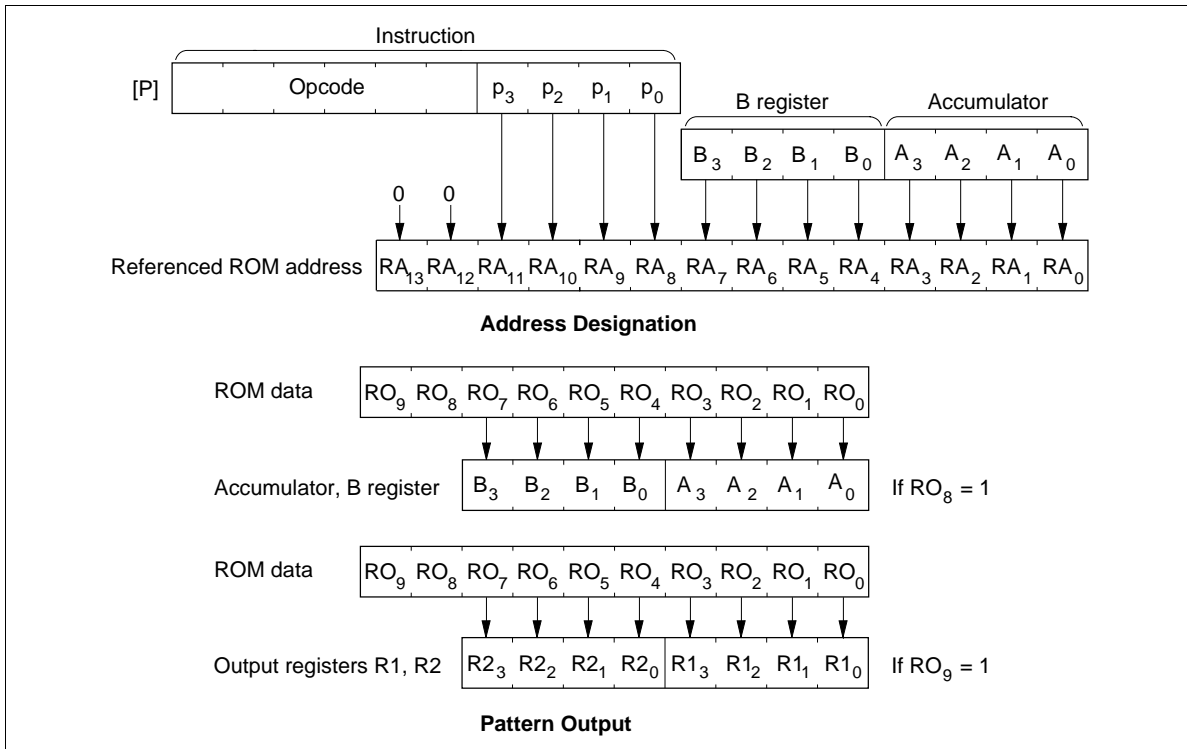 Instruction
[P] Opcode p3 p2 p1 p0
B register Accumulator
B3 B2 B1 B0 A3 A2 A1 A0
0 0
Referenced ROM address RA13 RA12 RA11 RA10 RA9 RA8 RA7 RA6 RA5 RA4 RA3 RA2 RA1 RA0
Address Designation
ROM data RO9 RO8 RO7 RO6 RO5 RO4 RO3 RO2 RO1 RO0
Accumulator, B register B3 B2 B1 B0 A3 A2 A1 A0 If RO8 = 1
ROM data RO9 RO8 RO7 RO6 RO5 RO4 RO3 RO2 RO1 RO0
Output registers R1, R2 R23 R22 R21 R20 R13 R12 R11 R10 If RO9 = 1
Pattern Output